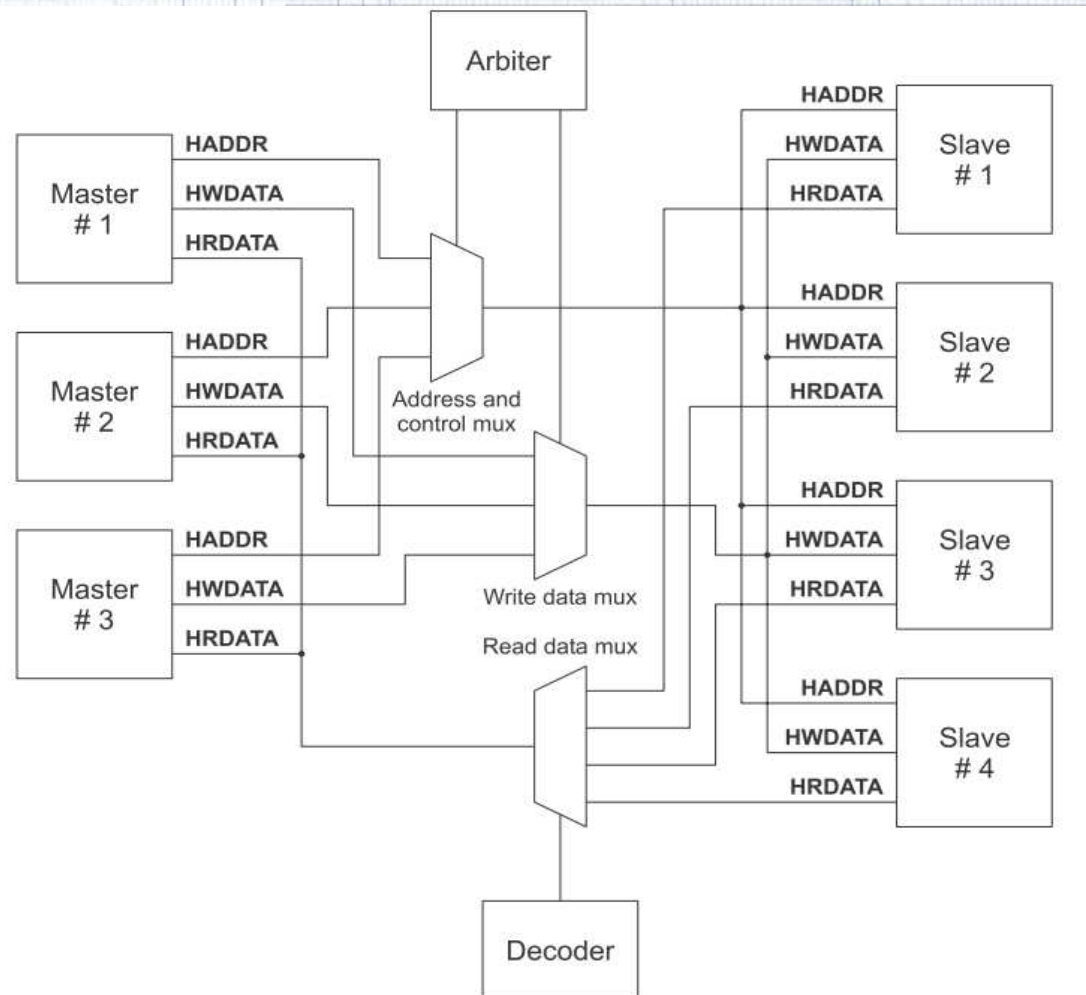 Arbiter
Master
# 1
HADDR
HWDATA
HRDATA
Master
# 2
HADDR
HWDATA
HRDATA
Master
# 3
HADDR
HWDATA
HRDATA
Address and
control mux
Write data mux
Read data mux
HADDR
HWDATA
HRDATA
Slave
# 1
HADDR
HWDATA
HRDATA
Slave
# 2
HADDR
HWDATA
HRDATA
Slave
# 3
HADDR
HWDATA
HRDATA
Slave
# 4
Decoder